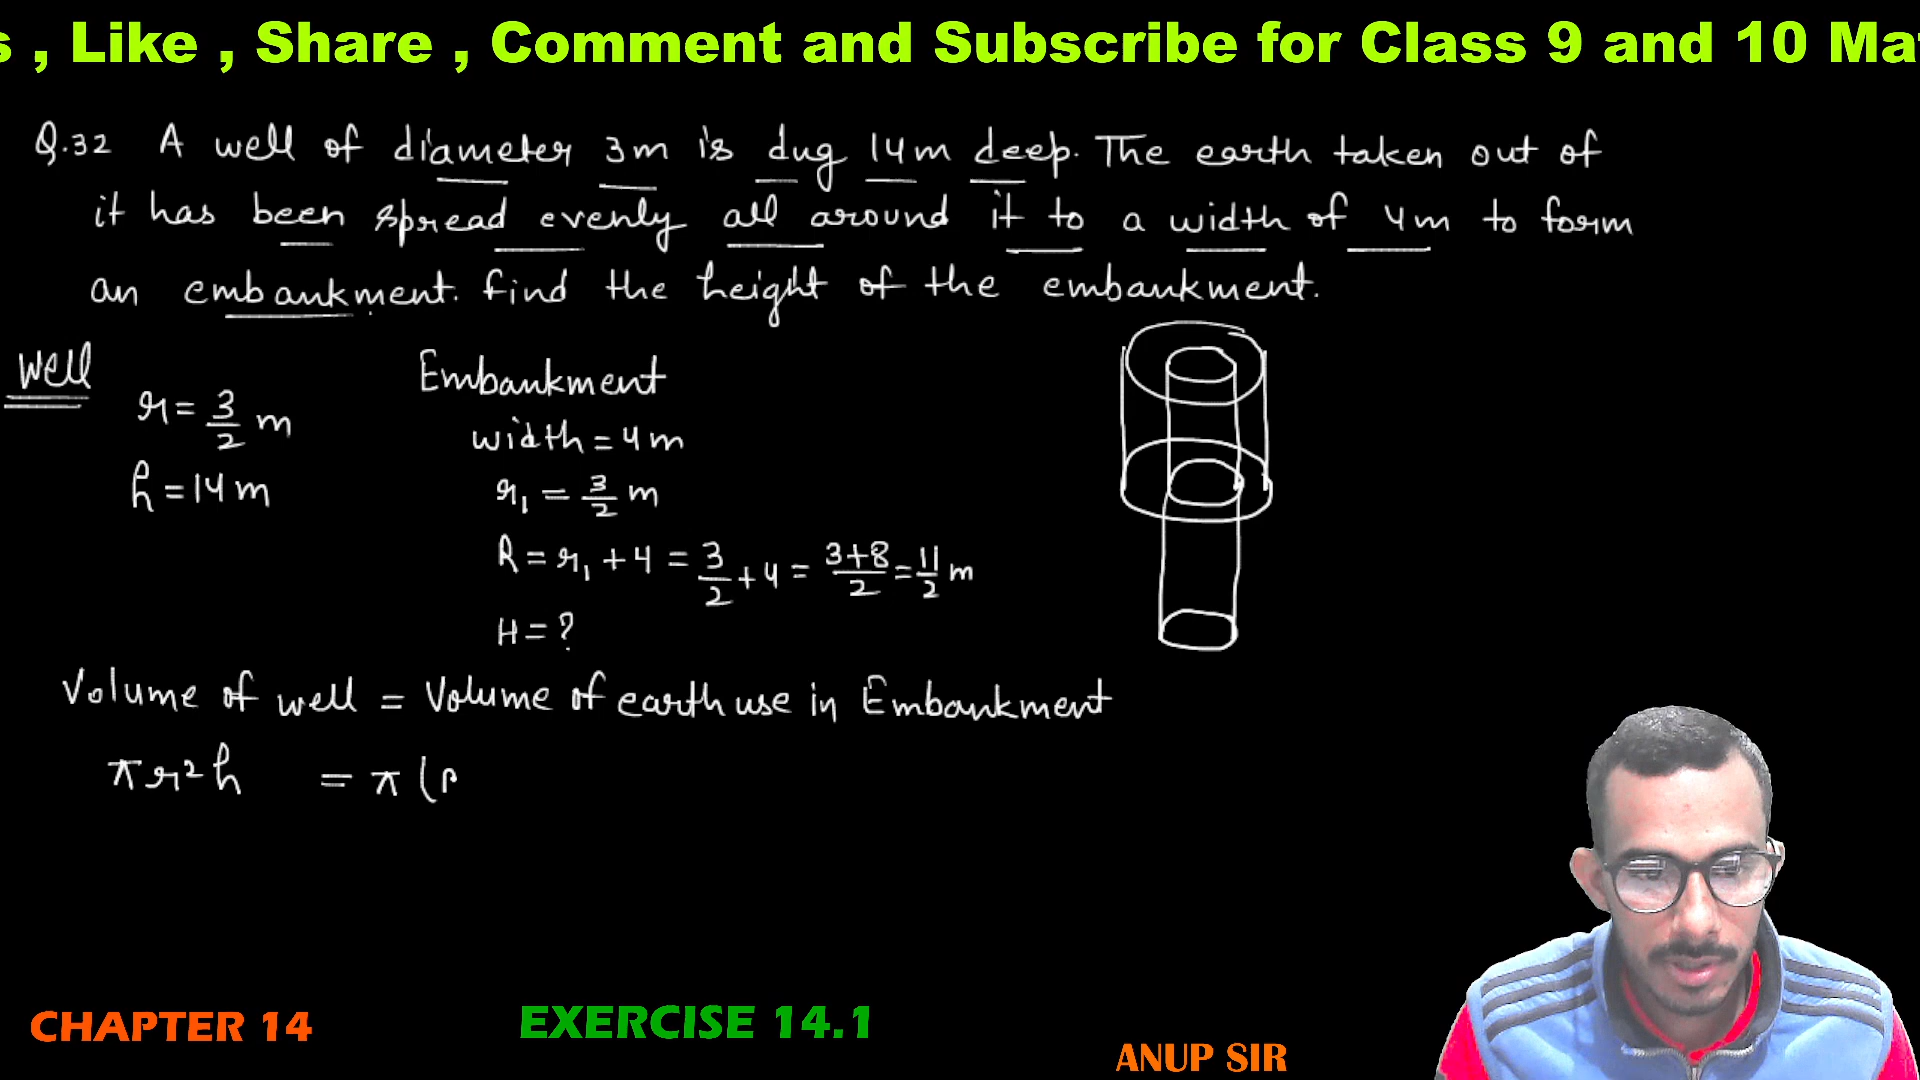 s , Like , Share , Comment and Subscribe for Class 9 and 10 Ma
Q.32 A well of diameter 3m is dug 14m deep. The earth taken out of
it has been spread evenly all around it to a width of 4m to form
an embankment. find the height of the embankment.
Well
r = 3/2 m
h = 14 m
Embankment
width = 4 m
r₁ = 3/2 m
R = r₁ + 4 = 3/2 + 4 = 3+8/2 = 11/2 m
H = ?
Volume of well = Volume of earth use in Embankment
π r² h = π (
CHAPTER 14
EXERCISE 14.1
ANUP SIR